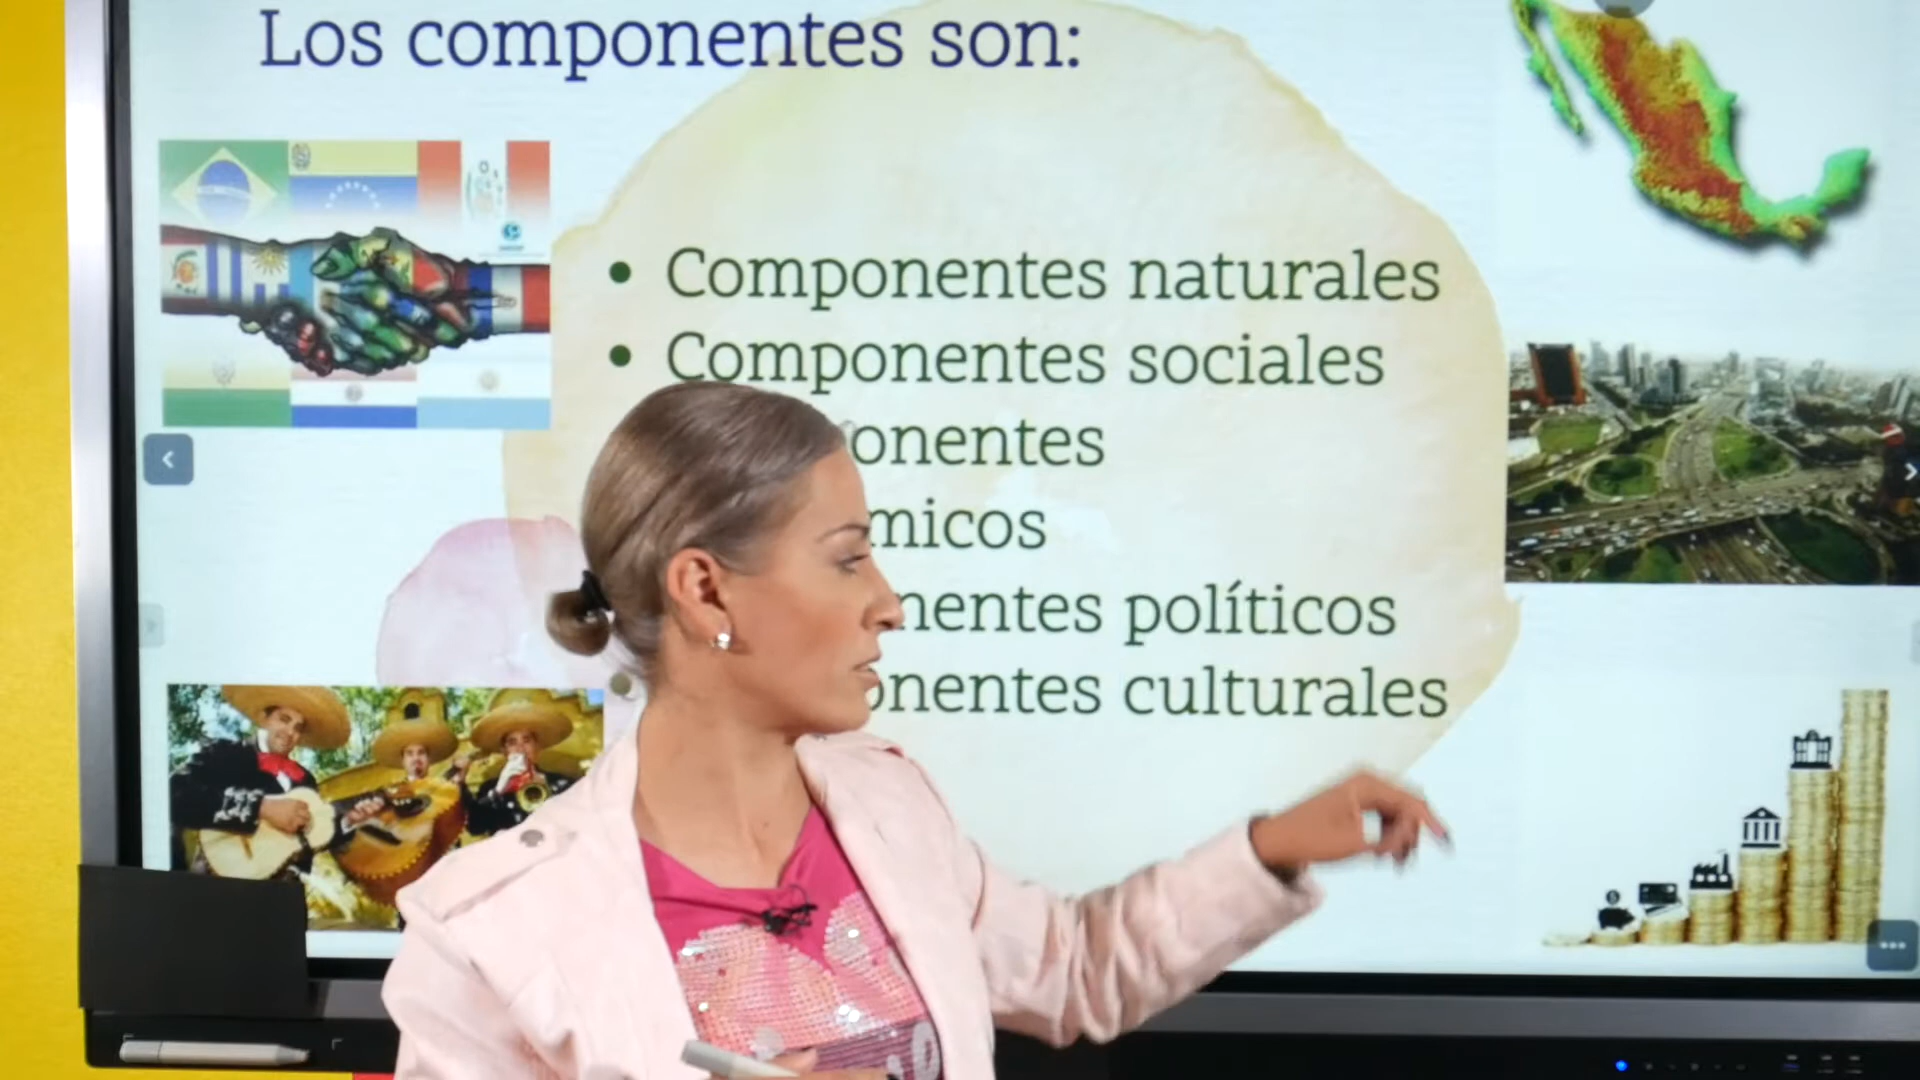 Los componentes son:
• Componentes naturales
• Componentes sociales
onentes
micos
nentes políticos
onentes culturales